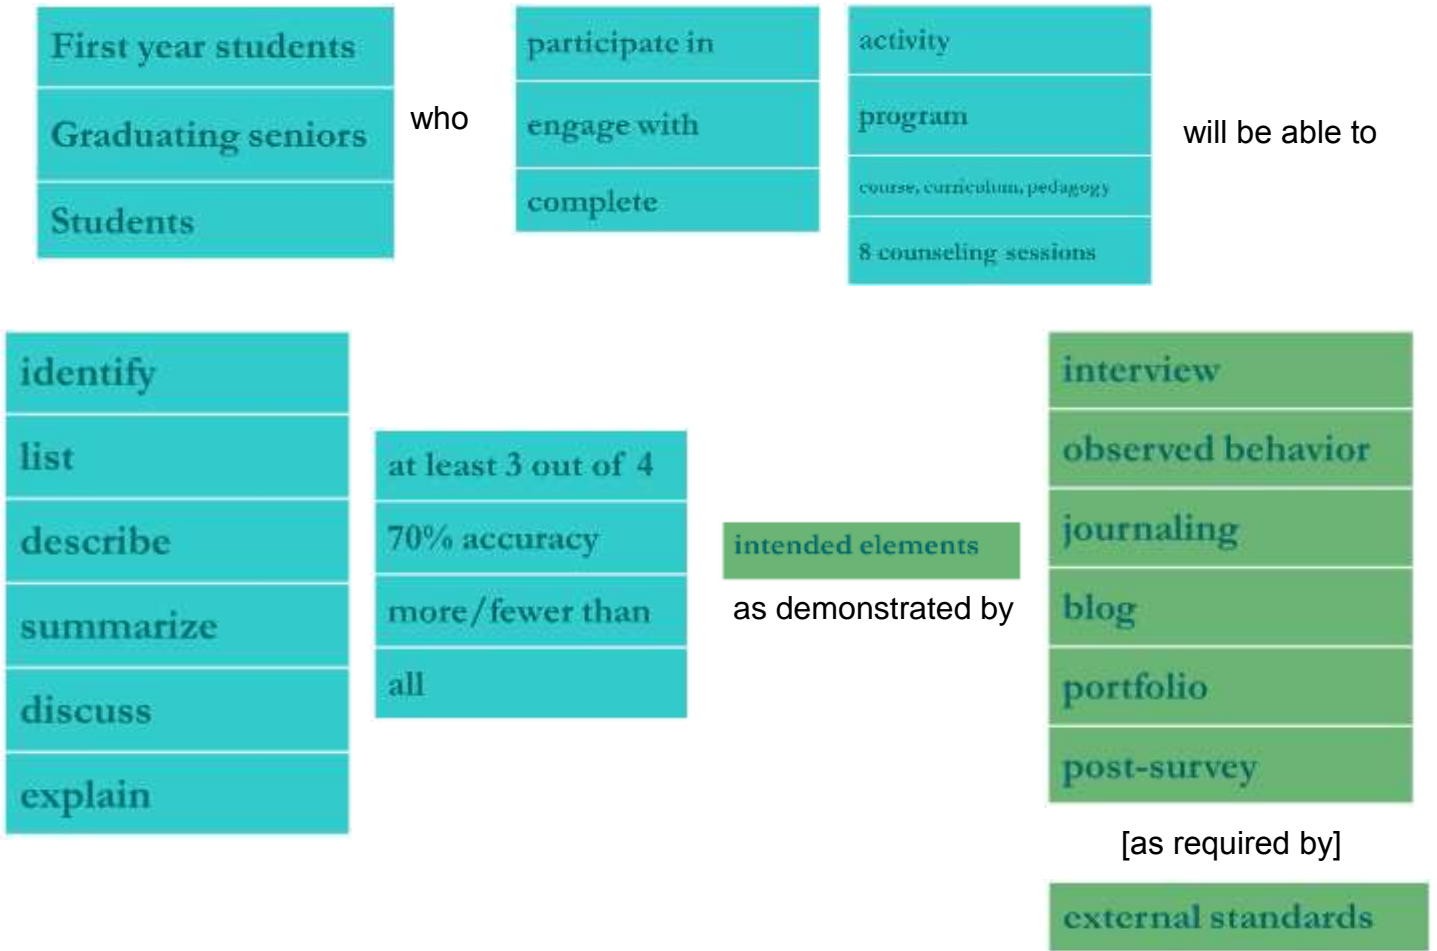 First year students
Graduating seniors
Students
who
participate in
engage with
complete
activity
program
course, curriculum, pedagogy
8 counseling sessions
will be able to
identify
list
describe
summarize
discuss
explain
at least 3 out of 4
70% accuracy
more/fewer than
all
intended elements
as demonstrated by
interview
observed behavior
journaling
blog
portfolio
post-survey
[as required by]
external standards